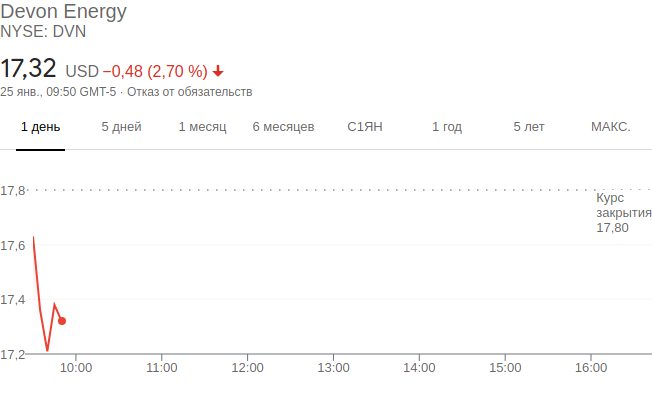 Devon Energy
NYSE: DVN
17,32 USD −0,48 (2,70 %)
25 янв., 09:50 GMT-5 · Отказ от обязательств
1 день 5 дней 1 месяц 6 месяцев С1ЯН 1 год 5 лет МАКС.
17,8
Курс
закрытия
17,80
17,6
17,4
17,2
10:00 11:00 12:00 13:00 14:00 15:00 16:00